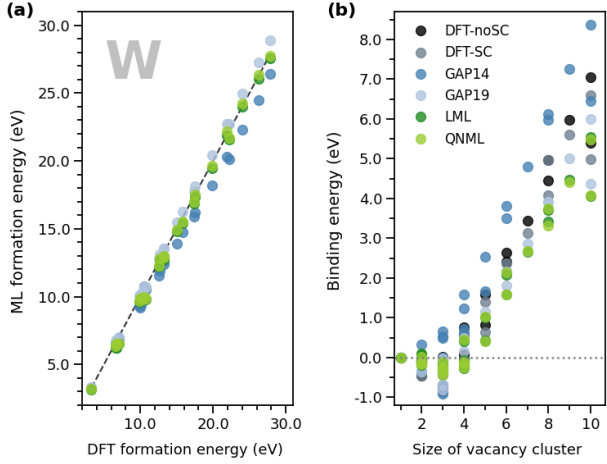 (a)
W
30.0
25.0
20.0
15.0
10.0
5.0
ML formation energy (eV)
10.0 20.0 30.0
DFT formation energy (eV)
(b)
DFT-noSC
DFT-SC
GAP14
GAP19
LML
QNML
8.0
7.0
6.0
5.0
4.0
3.0
2.0
1.0
0.0
-1.0
Binding energy (eV)
2 4 6 8 10
Size of vacancy cluster